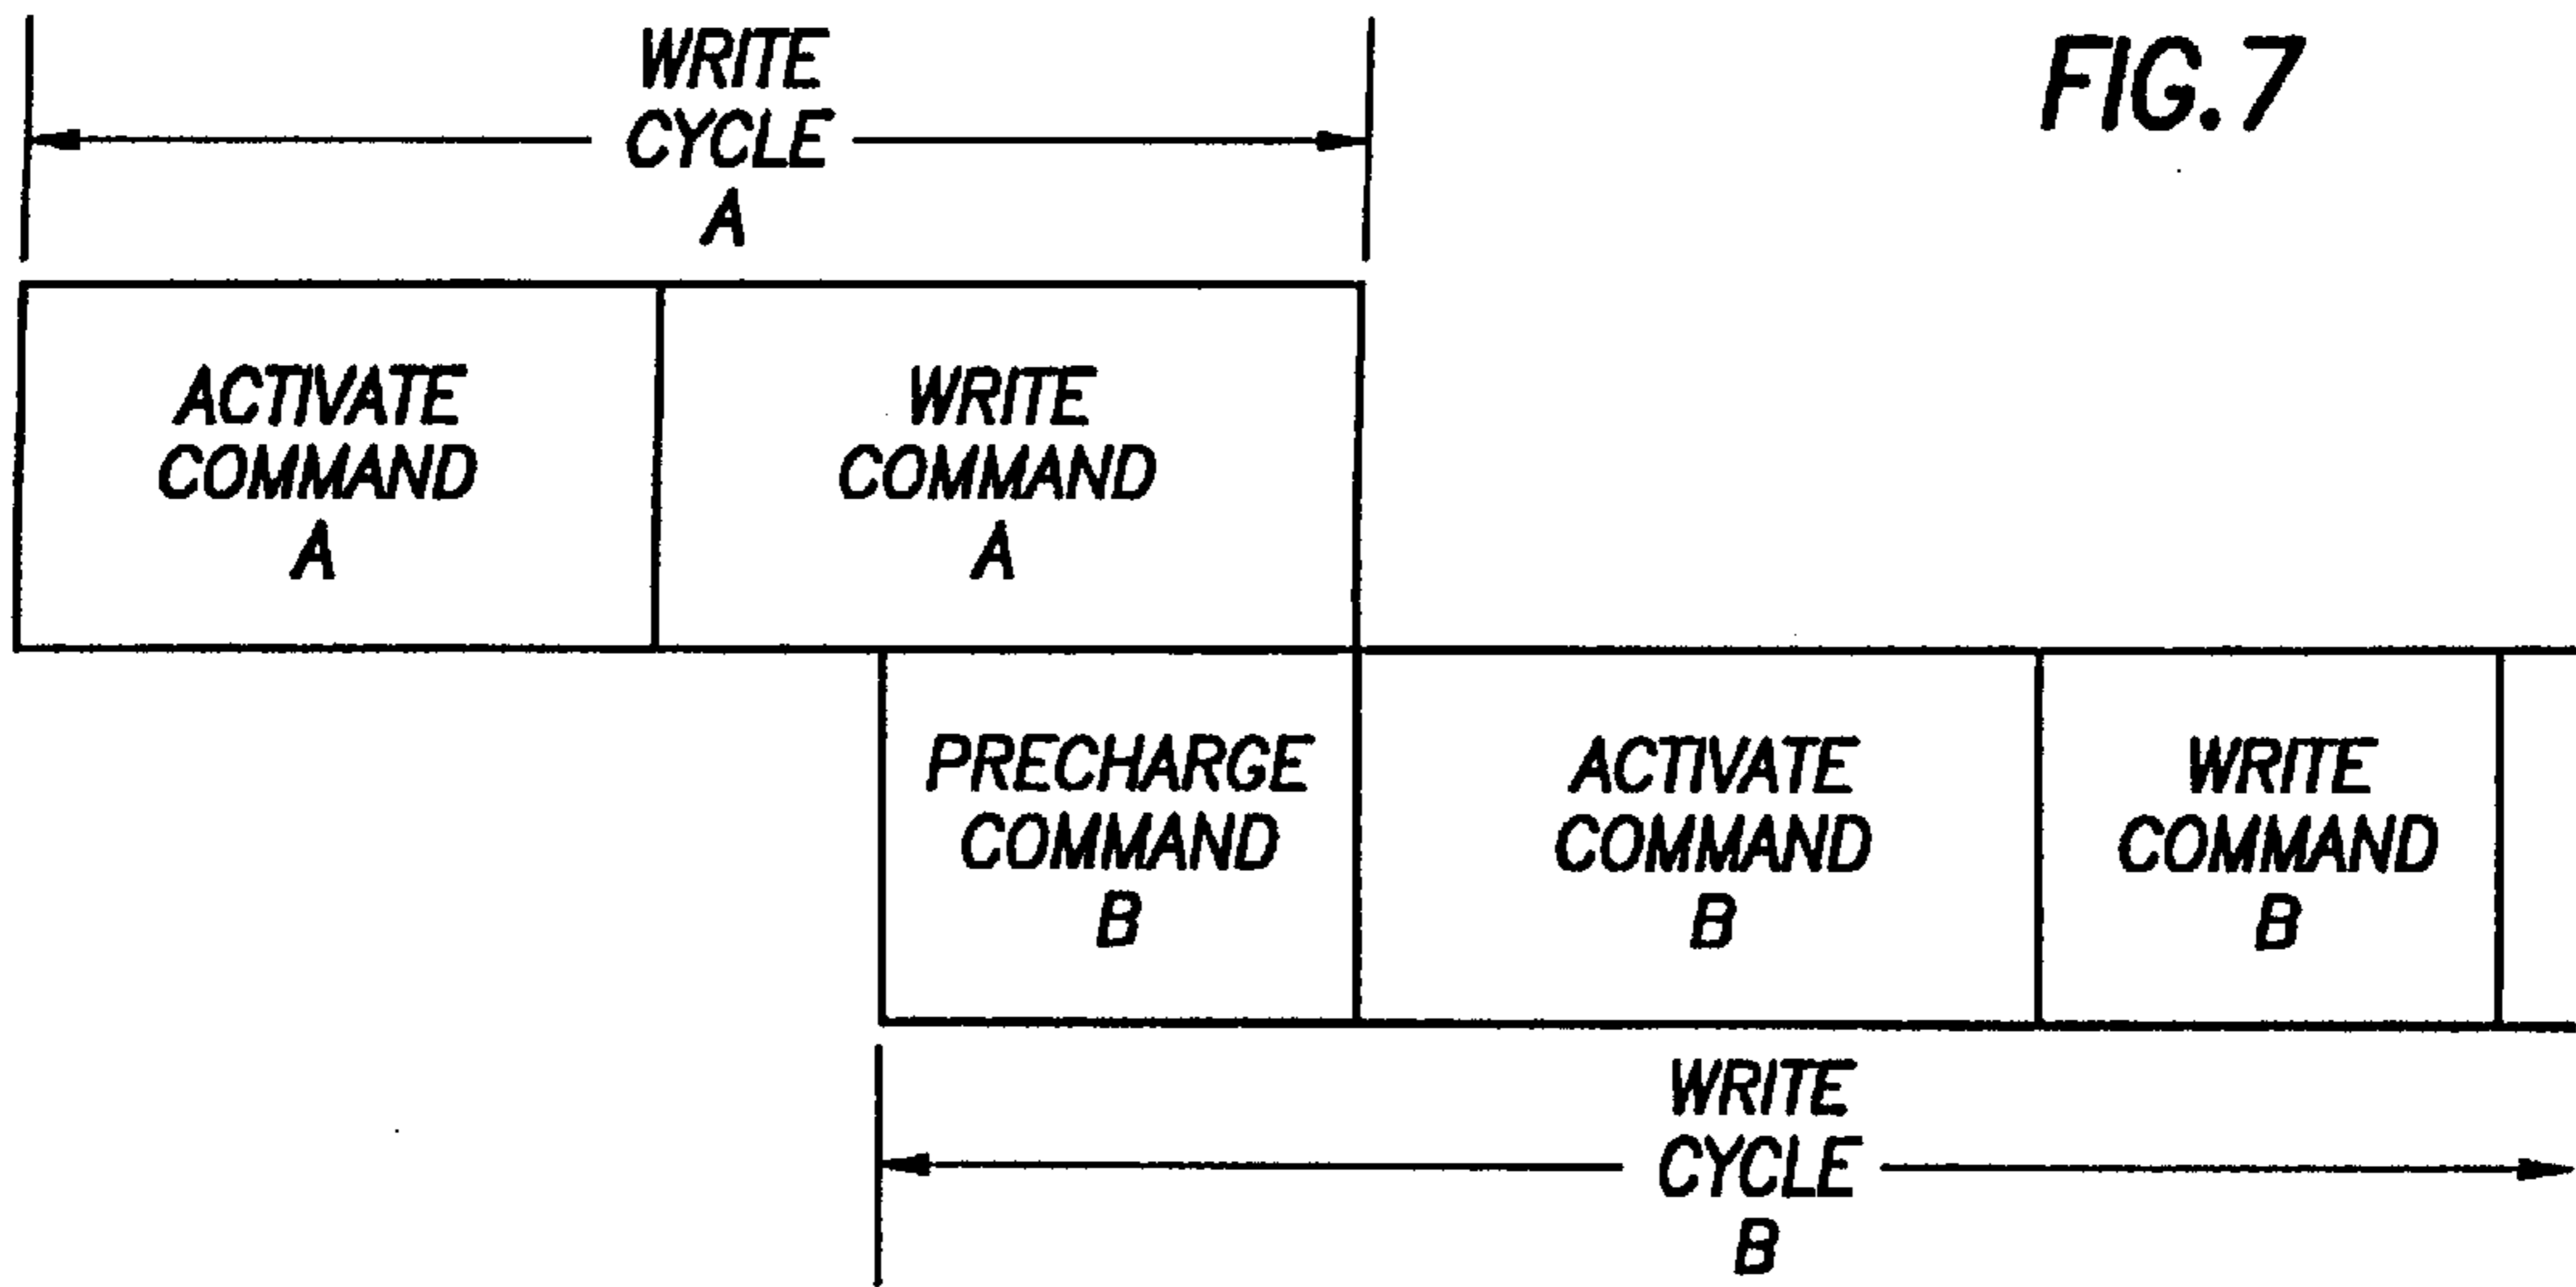 FIG. 7
WRITE
CYCLE
A
ACTIVATE
COMMAND
A
WRITE
COMMAND
A
PRECHARGE
COMMAND
B
ACTIVATE
COMMAND
B
WRITE
COMMAND
B
WRITE
CYCLE
B